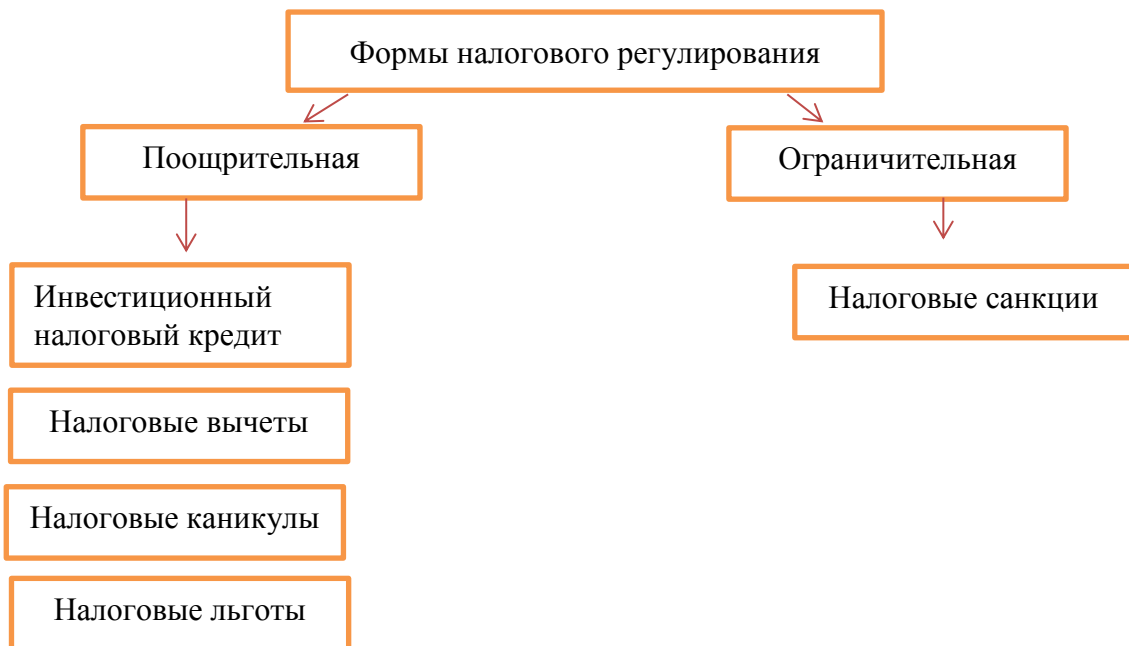 Формы налогового регулирования
Поощрительная
Ограничительная
Инвестиционный
налоговый кредит
Налоговые санкции
Налоговые вычеты
Налоговые каникулы
Налоговые льготы